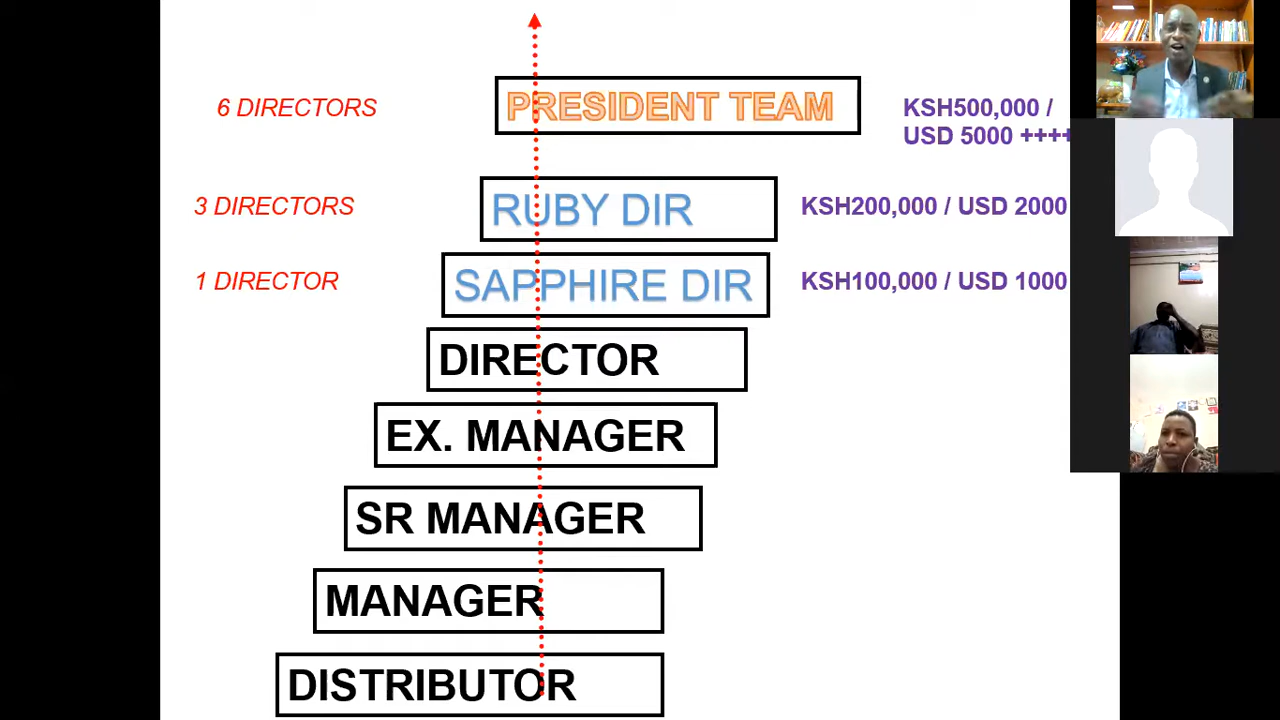 6 DIRECTORS
PRESIDENT TEAM
KSH500,000 /
USD 5000 ++++
3 DIRECTORS
RUBY DIR
KSH200,000 / USD 2000
1 DIRECTOR
SAPPHIRE DIR
KSH100,000 / USD 1000
DIRECTOR
EX. MANAGER
SR MANAGER
MANAGER
DISTRIBUTOR